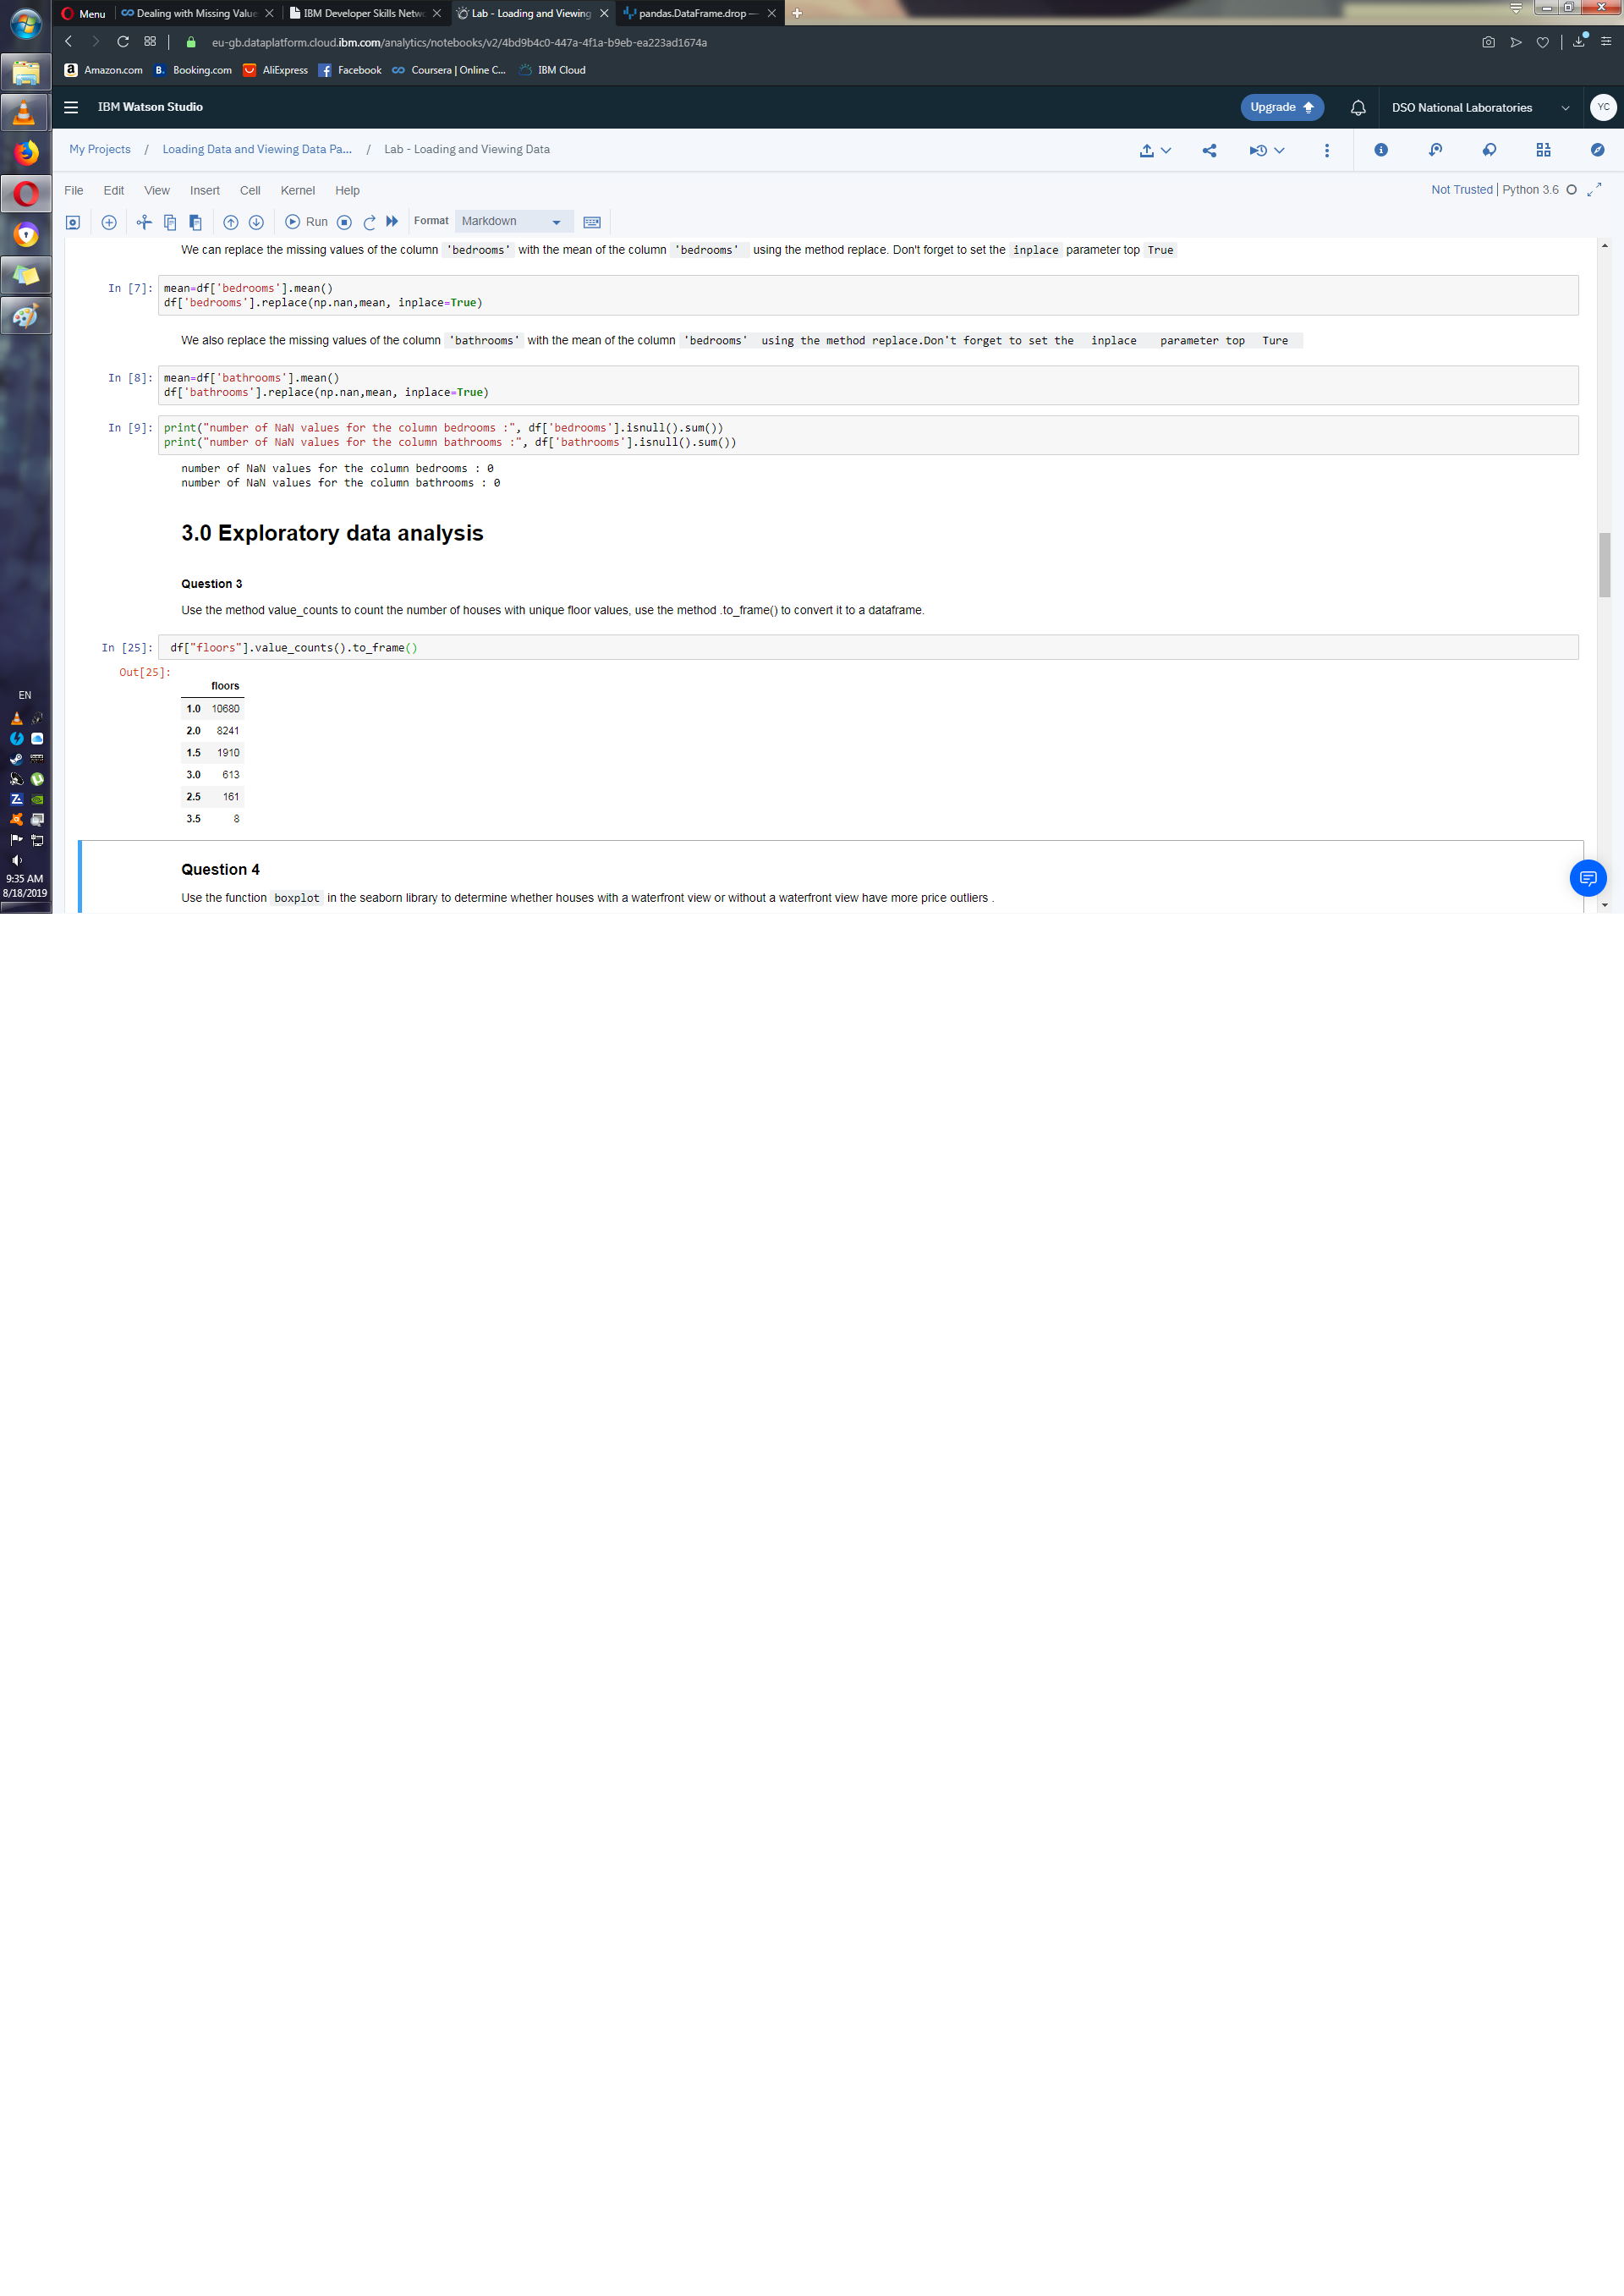 Menu
Dealing with Missing Value
IBM Developer Skills Netwo
Lab - Loading and Viewing
pandas.DataFrame.drop —
eu-gb.dataplatform.cloud.ibm.com/analytics/notebooks/v2/4bd9b4c0-447a-4f1a-b9eb-ea223ad1674a
Amazon.com B. Booking.com AliExpress Facebook Coursera | Online C... IBM Cloud
IBM Watson Studio
Upgrade
DSO National Laboratories
YC
My Projects / Loading Data and Viewing Data Pa... / Lab - Loading and Viewing Data
File Edit View Insert Cell Kernel Help
Not Trusted | Python 3.6
Run Format Markdown
We can replace the missing values of the column 'bedrooms' with the mean of the column 'bedrooms' using the method replace. Don't forget to set the inplace parameter top True
In [7]: mean=df['bedrooms'].mean()
df['bedrooms'].replace(np.nan,mean, inplace=True)
We also replace the missing values of the column 'bathrooms' with the mean of the column 'bedrooms' using the method replace.Don't forget to set the inplace parameter top Ture
In [8]: mean=df['bathrooms'].mean()
df['bathrooms'].replace(np.nan,mean, inplace=True)
In [9]: print("number of NaN values for the column bedrooms :", df['bedrooms'].isnull().sum())
print("number of NaN values for the column bathrooms :", df['bathrooms'].isnull().sum())
number of NaN values for the column bedrooms : 0
number of NaN values for the column bathrooms : 0
3.0 Exploratory data analysis
Question 3
Use the method value_counts to count the number of houses with unique floor values, use the method .to_frame() to convert it to a dataframe.
In [25]: df["floors"].value_counts().to_frame()
Out[25]:
floors
1.0 10680
2.0 8241
1.5 1910
3.0 613
2.5 161
3.5 8
Question 4
Use the function boxplot in the seaborn library to determine whether houses with a waterfront view or without a waterfront view have more price outliers .
EN
9:35 AM
8/18/2019